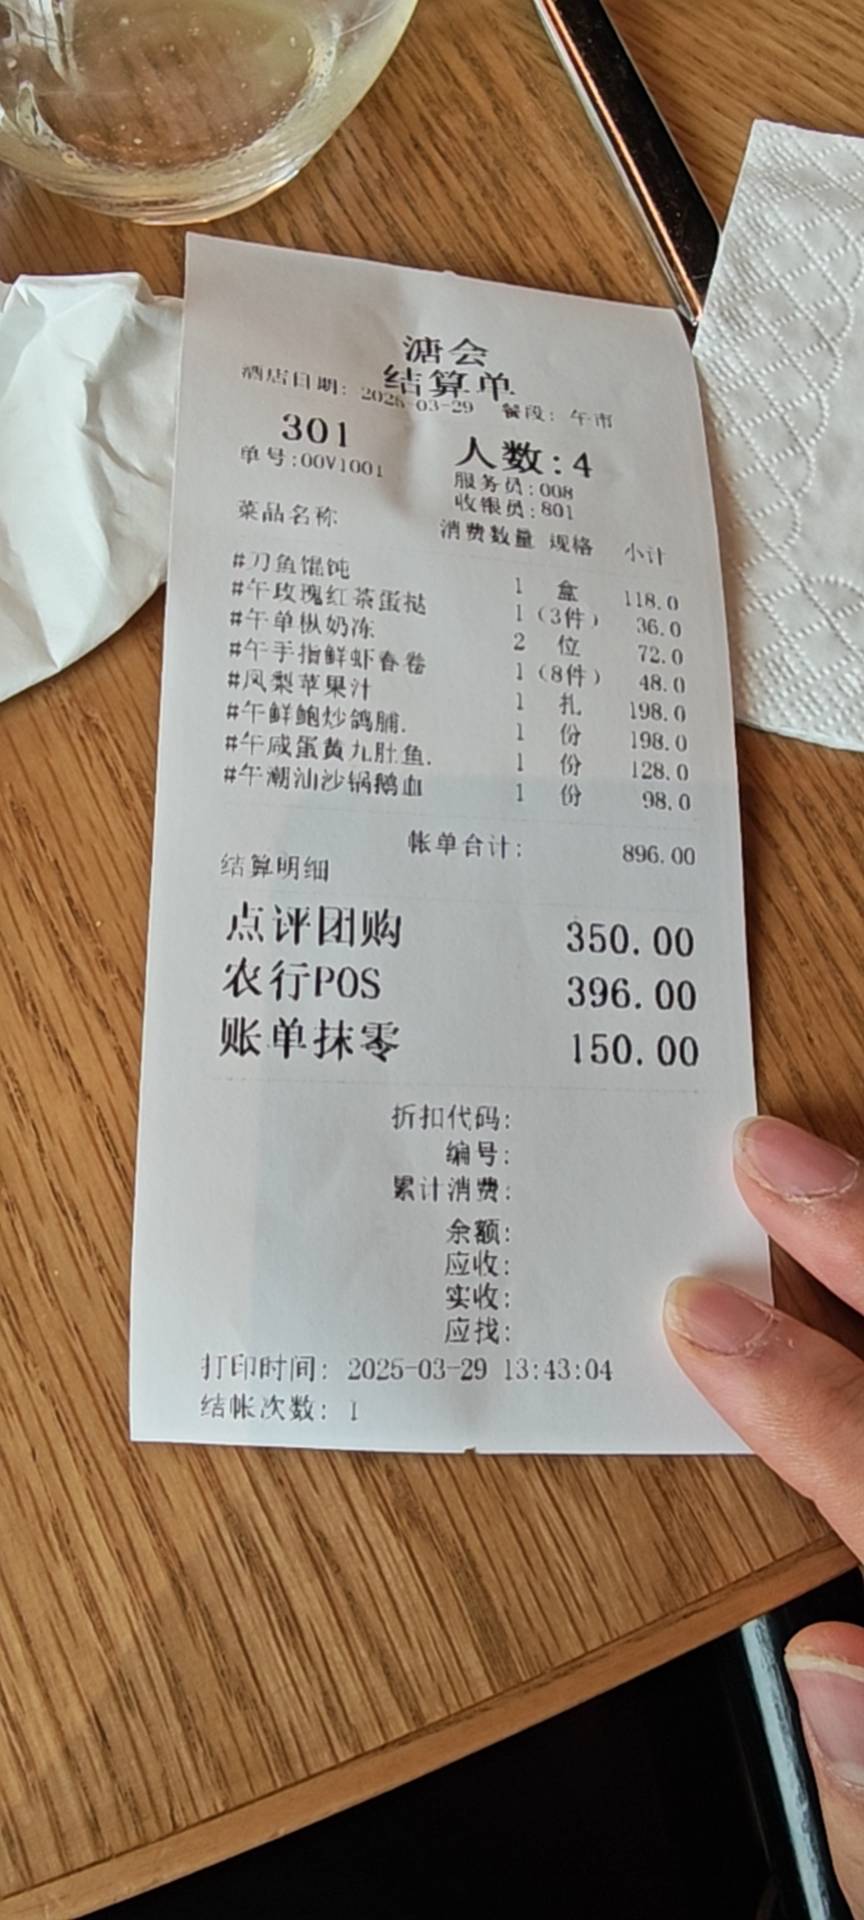 溏会
结算单
酒店日期: 2025-03-29 餐段: 午市
301 人数:4
单号:00V1001 服务员:008
收银员:801
菜品名称 消费数量 规格 小计
#刀鱼馄饨 1 盒 118.0
#午玫瑰红茶蛋挞 1 (3件) 36.0
#午单枞奶冻 2 位 72.0
#午手指鲜虾春卷 1 (8件) 48.0
#凤梨苹果汁 1 扎 198.0
#午鲜鲍炒鸽脯. 1 份 198.0
#午咸蛋黄九肚鱼. 1 份 128.0
#午潮汕沙锅鹅血 1 份 98.0
帐单合计: 896.00
结算明细
点评团购 350.00
农行POS 396.00
账单抹零 150.00
折扣代码:
编号:
累计消费:
余额:
应收:
实收:
应找:
打印时间: 2025-03-29 13:43:04
结帐次数: 1